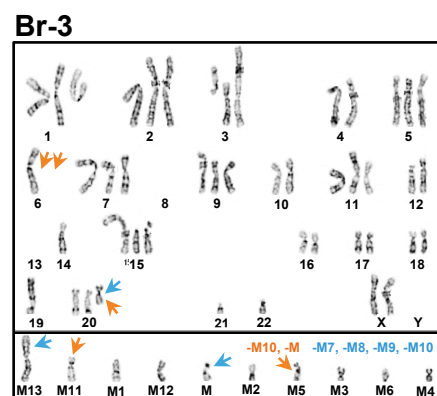 Br-3
1 2 3 4 5
6 7 8 9 10 11 12
13 14 15 16 17 18
19 20 21 22 X Y
-M10, -M -M7, -M8, -M9, -M10
M13 M11 M1 M12 M M2 M5 M3 M6 M4